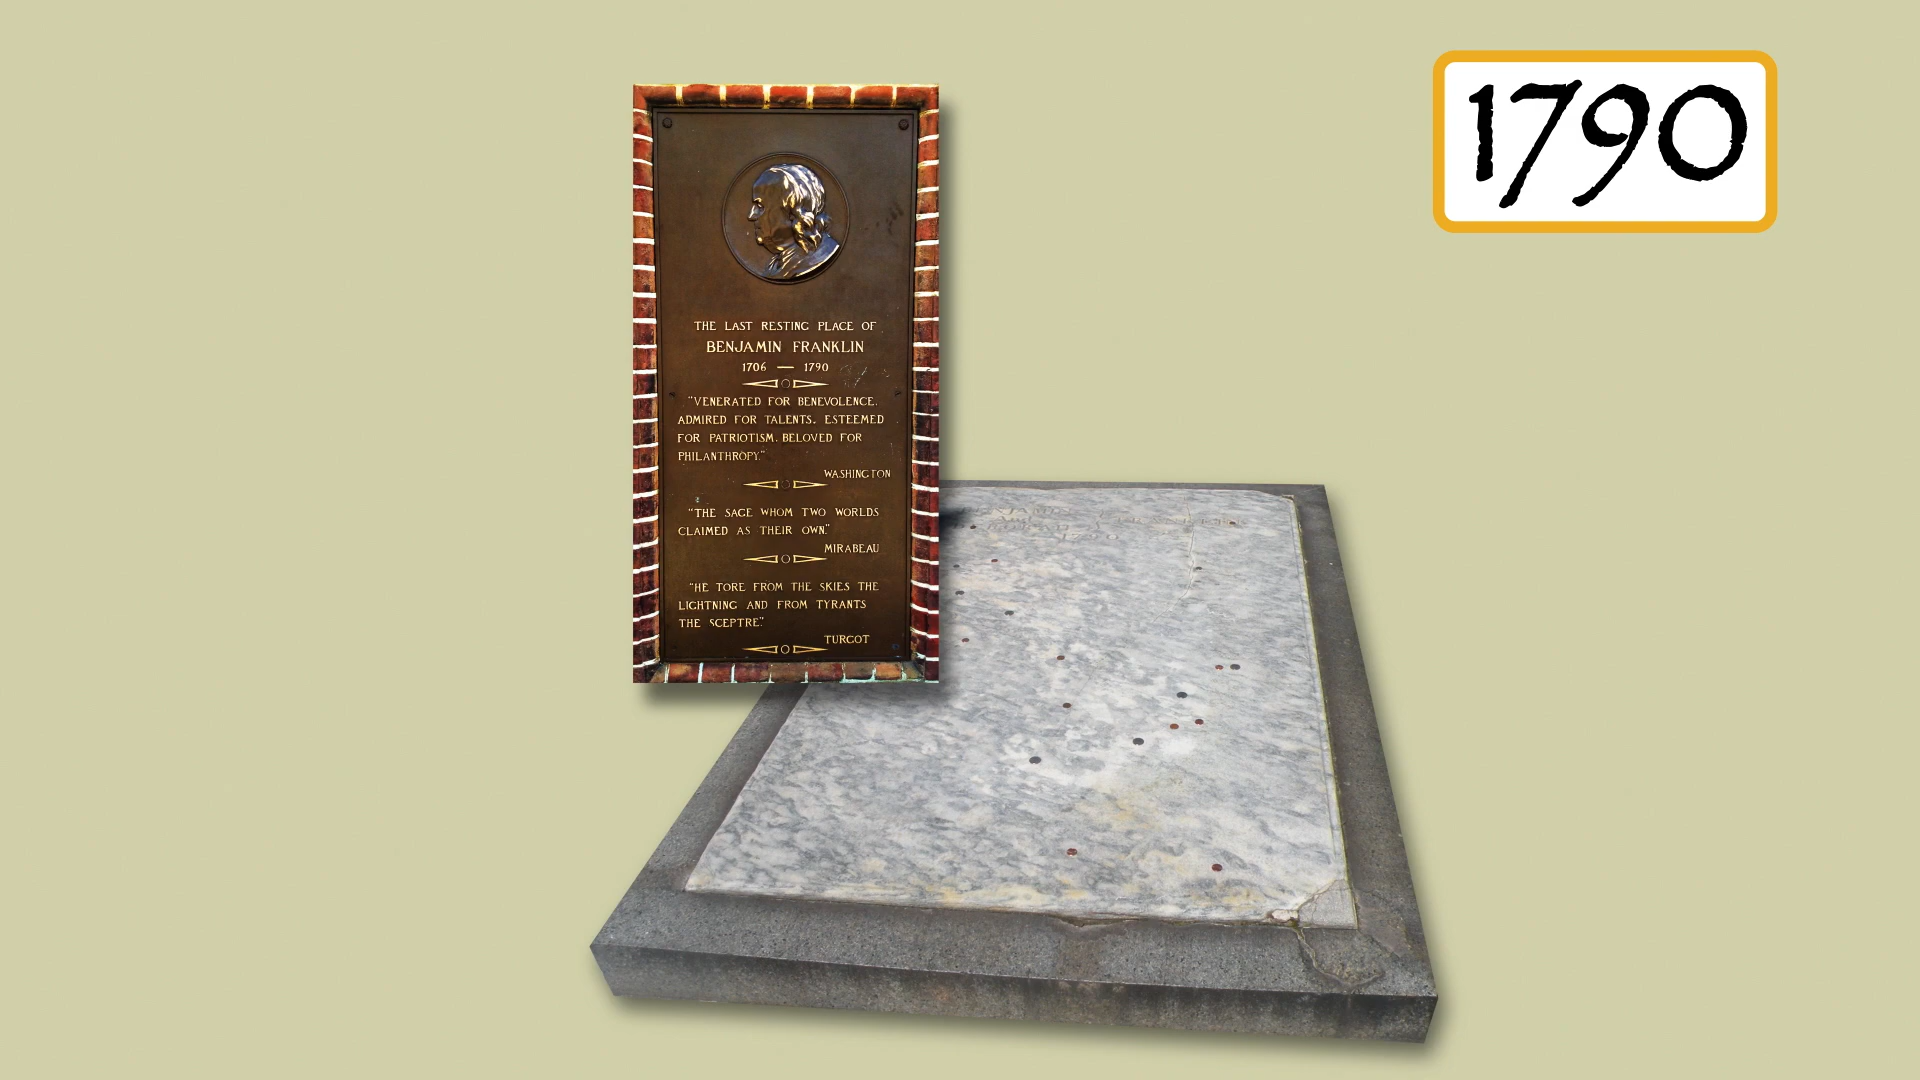 1790
THE LAST RESTING PLACE OF
BENJAMIN FRANKLIN
1706 — 1790
"VENERATED FOR BENEVOLENCE.
ADMIRED FOR TALENTS. ESTEEMED
FOR PATRIOTISM. BELOVED FOR
PHILANTHROPY."
WASHINGTON
"THE SAGE WHOM TWO WORLDS
CLAIMED AS THEIR OWN."
MIRABEAU
"HE TORE FROM THE SKIES THE
LIGHTNING AND FROM TYRANTS
THE SCEPTRE."
TURGOT